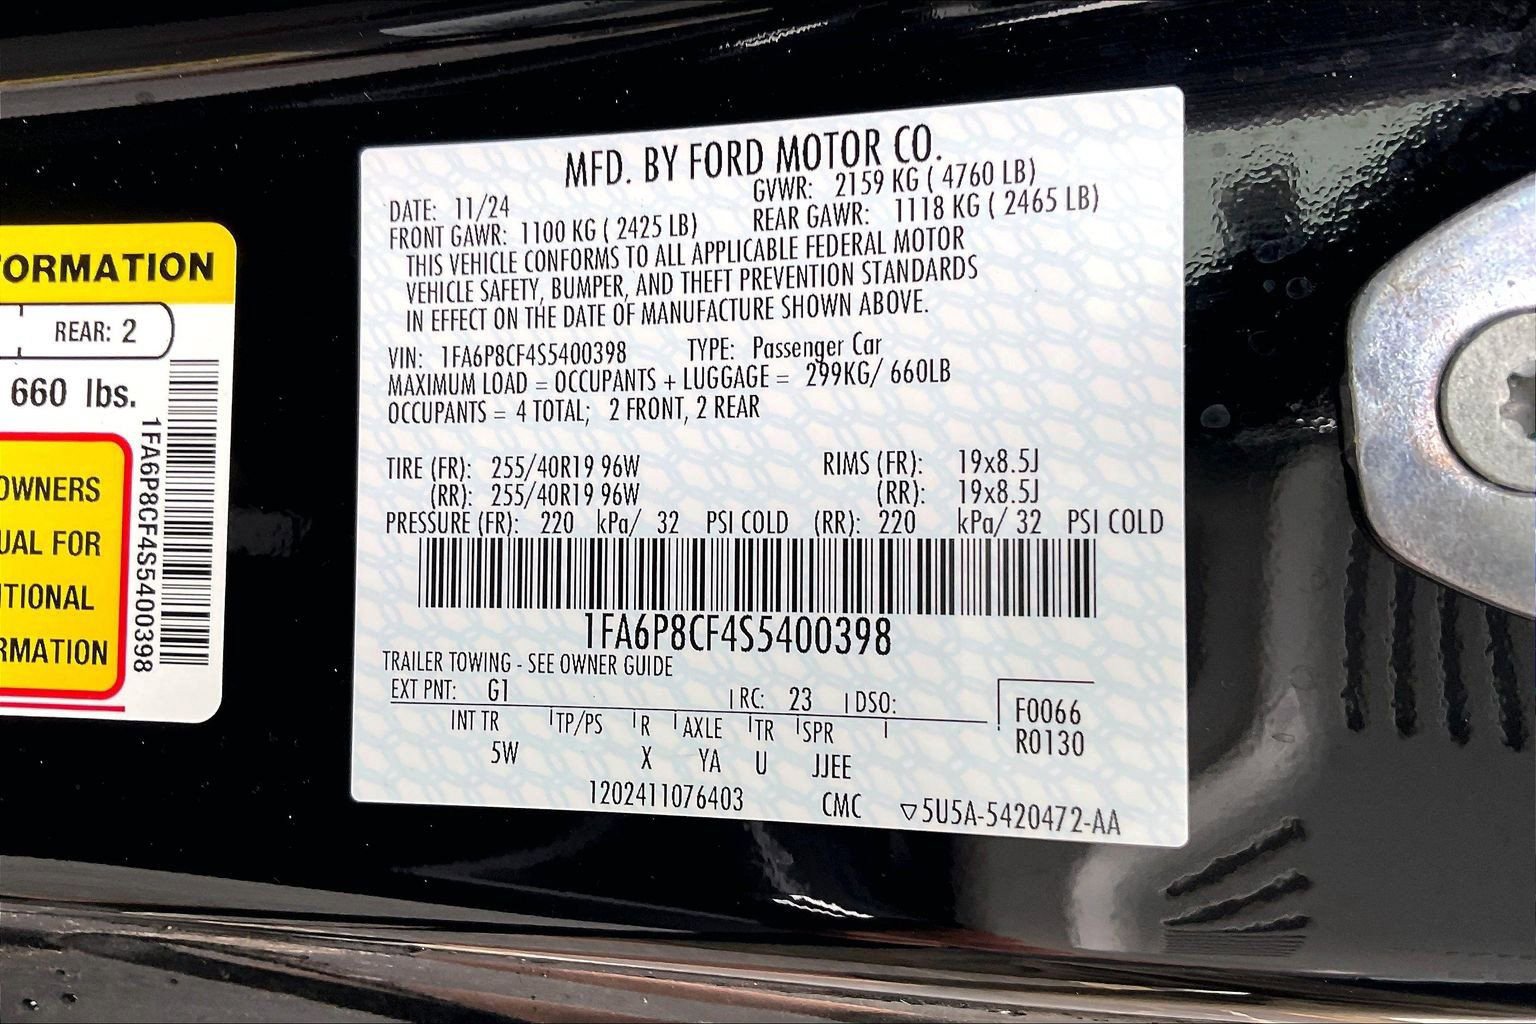 ORMATION
REAR: 2
660 lbs.
OWNERS
UAL FOR
ITIONAL
RMATION
1FA6P8CF4S5400398
MFD. BY FORD MOTOR CO.
DATE: 11/24 GVWR: 2159 KG ( 4760 LB)
FRONT GAWR: 1100 KG ( 2425 LB) REAR GAWR: 1118 KG ( 2465 LB)
THIS VEHICLE CONFORMS TO ALL APPLICABLE FEDERAL MOTOR
VEHICLE SAFETY, BUMPER, AND THEFT PREVENTION STANDARDS
IN EFFECT ON THE DATE OF MANUFACTURE SHOWN ABOVE.
VIN: 1FA6P8CF4S5400398 TYPE: Passenger Car
MAXIMUM LOAD = OCCUPANTS + LUGGAGE = 299KG/ 660LB
OCCUPANTS = 4 TOTAL; 2 FRONT, 2 REAR
TIRE (FR): 255/40R19 96W RIMS (FR): 19x8.5J
(RR): 255/40R19 96W (RR): 19x8.5J
PRESSURE (FR): 220 kPa/ 32 PSI COLD (RR): 220 kPa/ 32 PSI COLD
1FA6P8CF4S5400398
TRAILER TOWING - SEE OWNER GUIDE
EXT PNT: G1 RC: 23 DSO:
F0066
R0130
INT TR TP/PS R AXLE TR SPR
5W X YA U JJEE
1202411076403 CMC ▽5U5A-5420472-AA